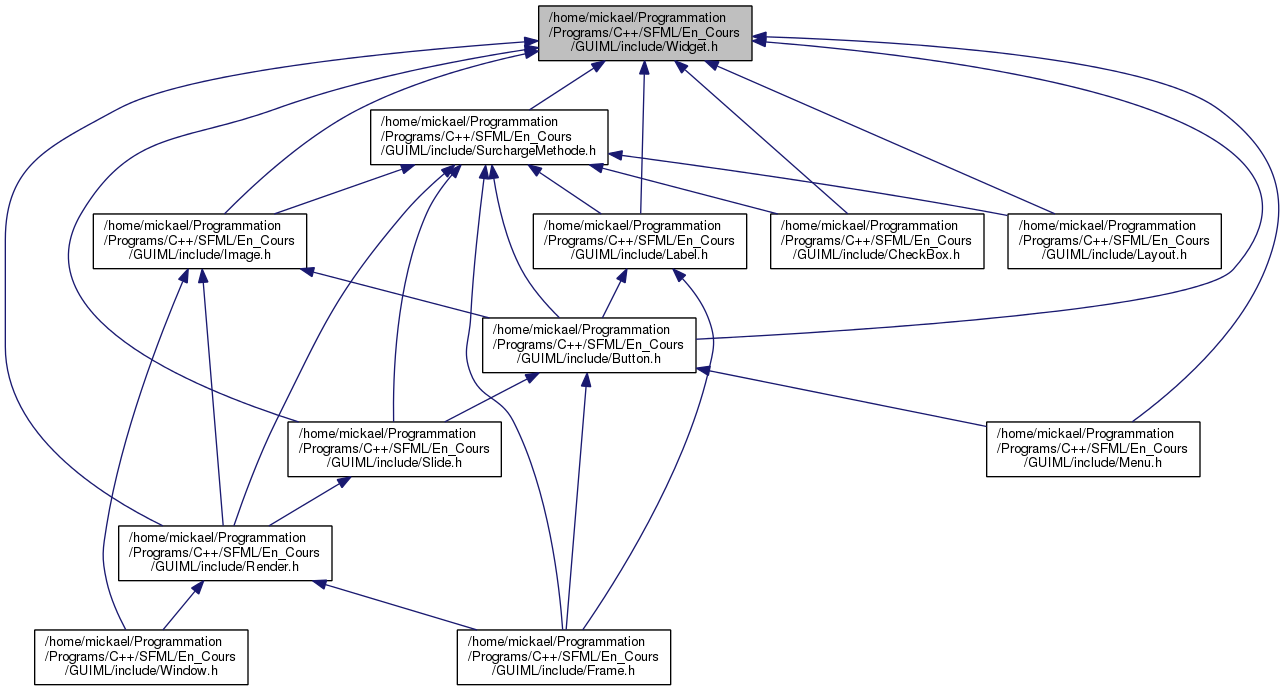 /home/mickael/Programmation
/Programs/C++/SFML/En_Cours
/GUIML/include/Widget.h
/home/mickael/Programmation
/Programs/C++/SFML/En_Cours
/GUIML/include/SurchargeMethode.h
/home/mickael/Programmation
/Programs/C++/SFML/En_Cours
/GUIML/include/Image.h
/home/mickael/Programmation
/Programs/C++/SFML/En_Cours
/GUIML/include/Label.h
/home/mickael/Programmation
/Programs/C++/SFML/En_Cours
/GUIML/include/CheckBox.h
/home/mickael/Programmation
/Programs/C++/SFML/En_Cours
/GUIML/include/Layout.h
/home/mickael/Programmation
/Programs/C++/SFML/En_Cours
/GUIML/include/Button.h
/home/mickael/Programmation
/Programs/C++/SFML/En_Cours
/GUIML/include/Slide.h
/home/mickael/Programmation
/Programs/C++/SFML/En_Cours
/GUIML/include/Menu.h
/home/mickael/Programmation
/Programs/C++/SFML/En_Cours
/GUIML/include/Render.h
/home/mickael/Programmation
/Programs/C++/SFML/En_Cours
/GUIML/include/Window.h
/home/mickael/Programmation
/Programs/C++/SFML/En_Cours
/GUIML/include/Frame.h